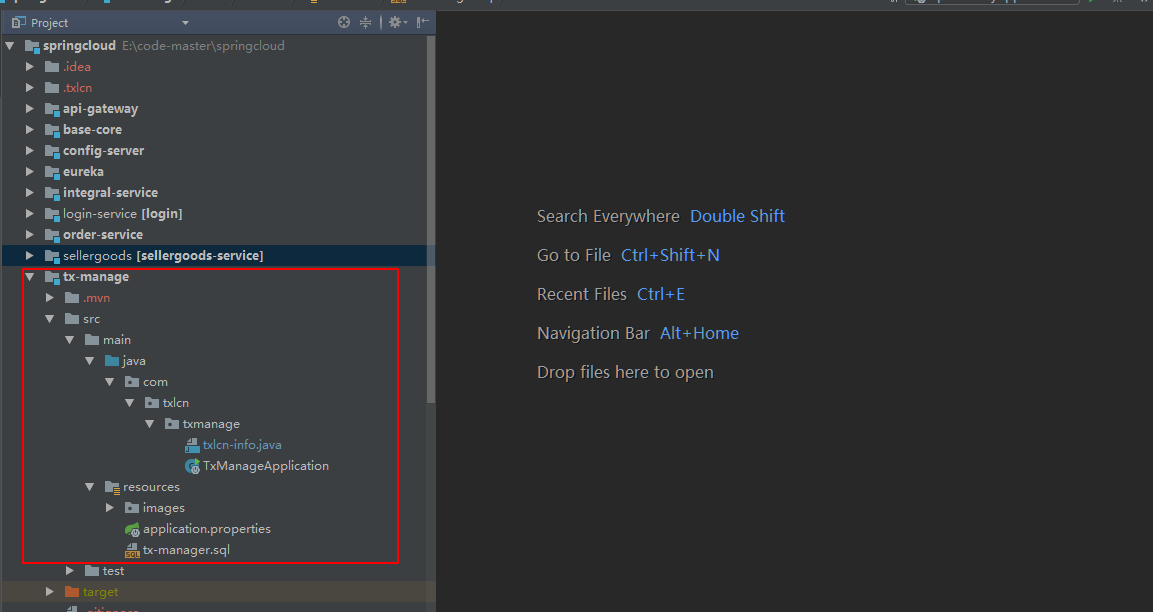 Project
springcloud E:\code-master\springcloud
.idea
.txlcn
api-gateway
base-core
config-server
eureka
integral-service
login-service [login]
order-service
sellergoods [sellergoods-service]
tx-manage
.mvn
src
main
java
com
txlcn
txmanage
txlcn-info.java
TxManageApplication
resources
images
application.properties
tx-manager.sql
test
target
.gitignore
Search Everywhere Double Shift
Go to File Ctrl+Shift+N
Recent Files Ctrl+E
Navigation Bar Alt+Home
Drop files here to open